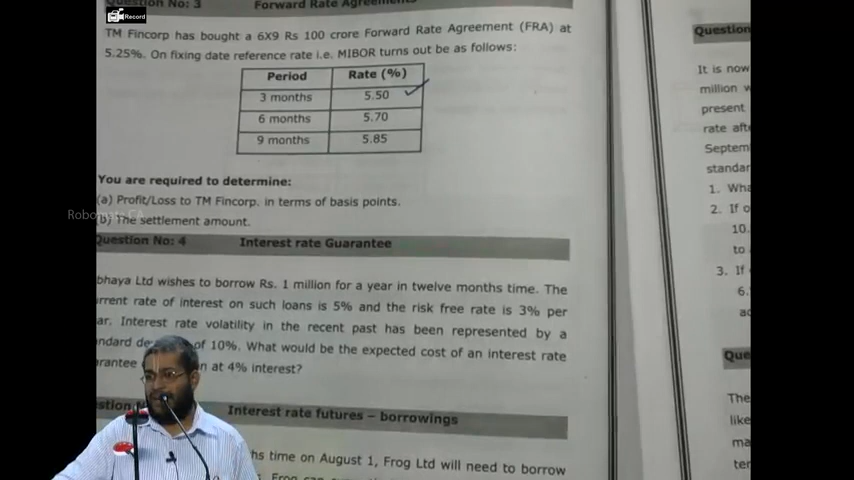 Record
Question No: 3 Forward Rate Agreements
TM Fincorp has bought a 6X9 Rs 100 crore Forward Rate Agreement (FRA) at
5.25%. On fixing date reference rate i.e. MIBOR turns out be as follows:
Period Rate (%)
3 months 5.50
6 months 5.70
9 months 5.85
You are required to determine:
(a) Profit/Loss to TM Fincorp. in terms of basis points.
(b) The settlement amount.
Question No: 4 Interest rate Guarantee
bhaya Ltd wishes to borrow Rs. 1 million for a year in twelve months time. The
rrent rate of interest on such loans is 5% and the risk free rate is 3% per
ar. Interest rate volatility in the recent past has been represented by a
ndard de of 10%. What would be the expected cost of an interest rate
rantee n at 4% interest?
Interest rate futures – borrowings
hs time on August 1, Frog Ltd will need to borrow
Frog can
Question
It is now
million w
present
rate aft
Septem
standar
1. Wha
2. If o
10.
to
3. If
6.
ac
Que
The
like
ma
ter